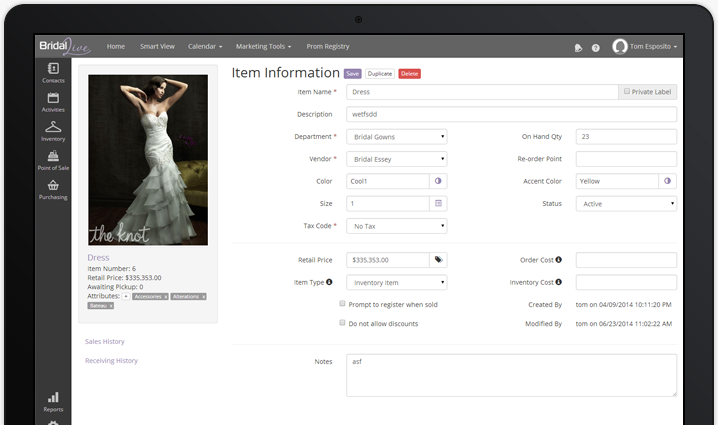 Bridal Live Home Smart View Calendar Marketing Tools Prom Registry Tom Esposito
Contacts
Activities
Inventory
Point of Sale
Purchasing
Reports
the knot
Dress
Item Number: 6
Retail Price: $335,353.00
Awaiting Pickup: 0
Attributes: + Accessories x Alterations x
Bateau x
Sales History
Receiving History
Item Information Save Duplicate Delete
Item Name * Dress Private Label
Description wetfsdd
Department * Bridal Gowns On Hand Qty 23
Vendor * Bridal Essey Re-order Point
Color Cool1 Accent Color Yellow
Size 1 Status Active
Tax Code * No Tax
Retail Price $335,353.00 Order Cost
Item Type Inventory Item Inventory Cost
Prompt to register when sold Created By tom on 04/09/2014 10:11:20 PM
Do not allow discounts Modified By tom on 06/23/2014 11:02:22 AM
Notes asf